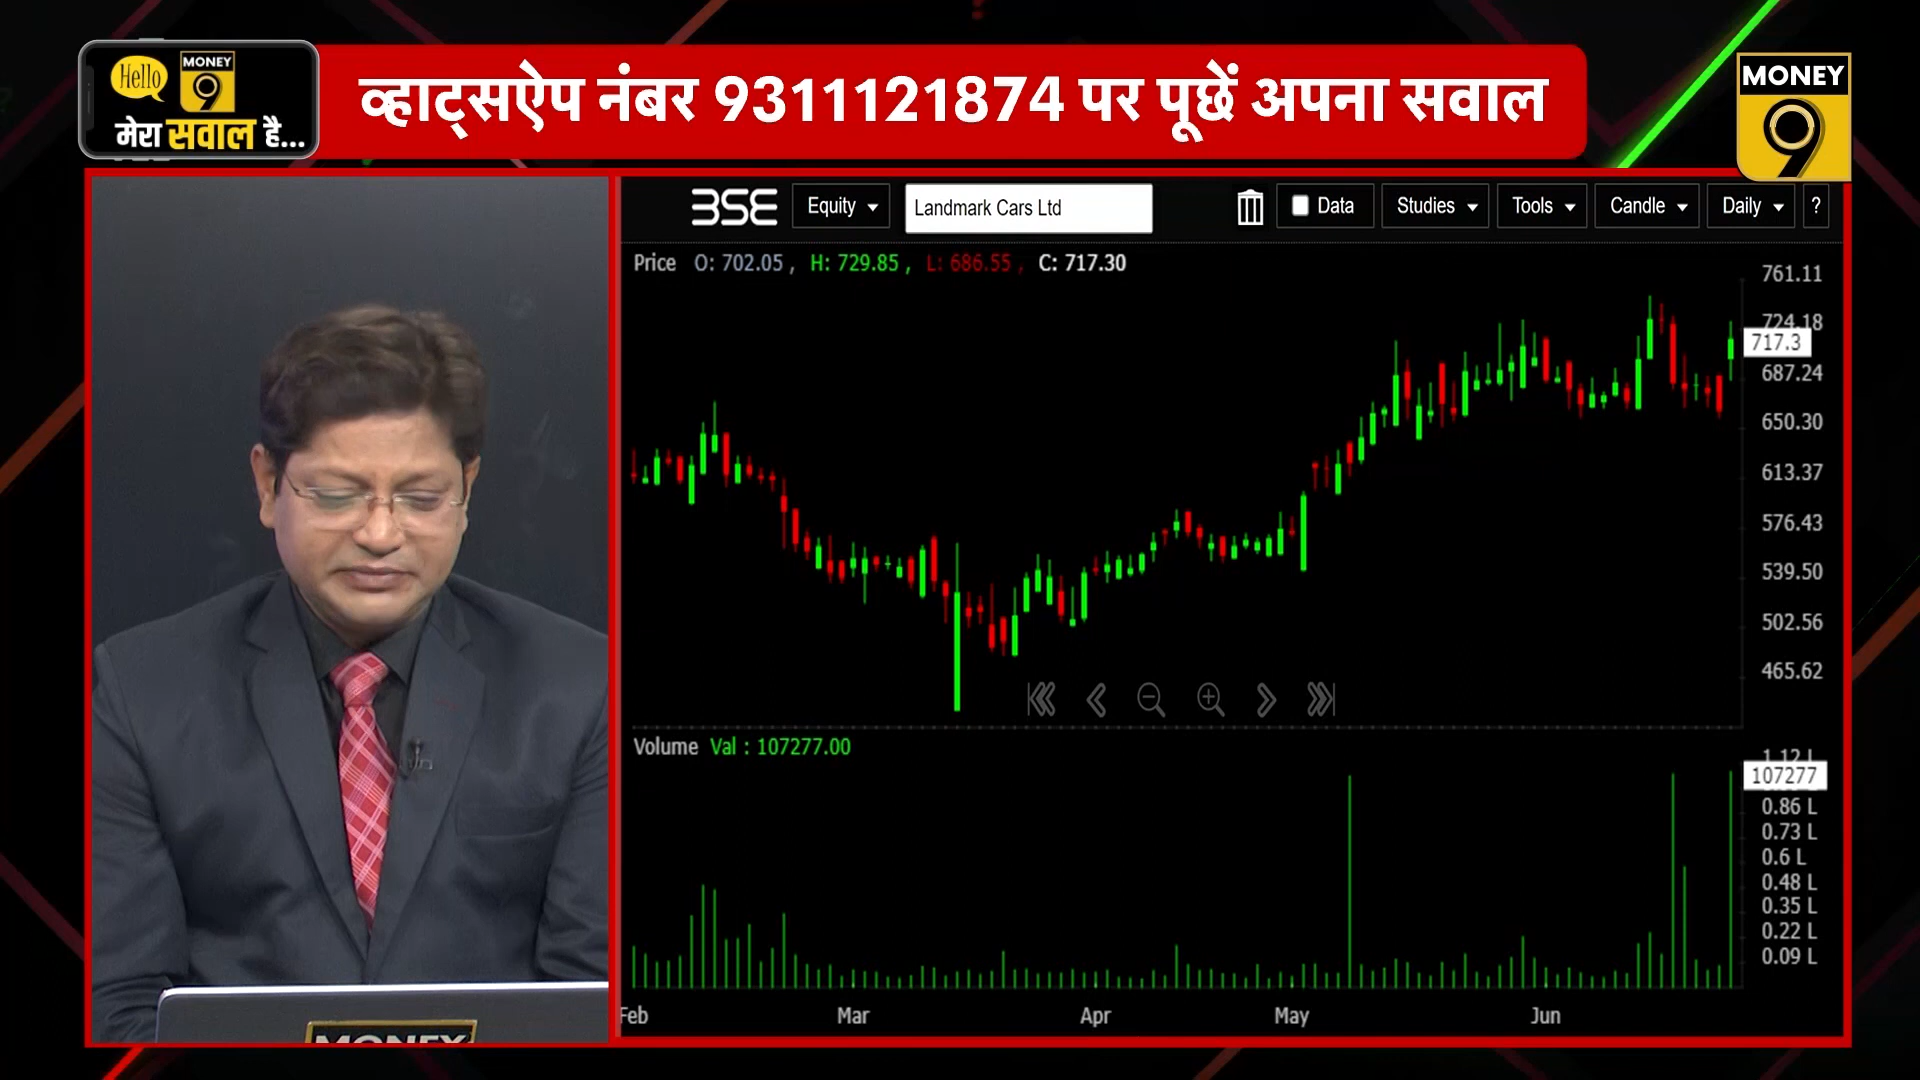 Hello
MONEY
9
मेरा सवाल है...
व्हाट्सऐप नंबर 9311121874 पर पूछें अपना सवाल
MONEY
9
BSE
Equity
Landmark Cars Ltd
Data
Studies
Tools
Candle
Daily
?
Price O: 702.05 , H: 729.85 , L: 686.55 , C: 717.30
761.11
724.18
717.3
687.24
650.30
613.37
576.43
539.50
502.56
465.62
Volume Val : 107277.00
1.12 L
107277
0.86 L
0.73 L
0.6 L
0.48 L
0.35 L
0.22 L
0.09 L
Feb Mar Apr May Jun
MONEY